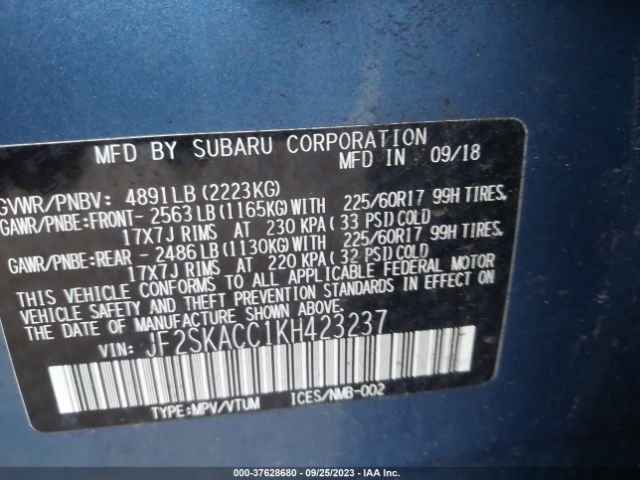 MFD BY SUBARU CORPORATION
MFD IN 09/18
GVWR/PNBV: 4891LB (2223KG)
GAWR/PNBE:FRONT- 2563LB (1165KG)WITH 225/60R17 99H TIRES,
17X7J RIMS AT 230 KPA (33 PSI)COLD
GAWR/PNBE:REAR - 2486LB (1130KG)WITH 225/60R17 99H TIRES,
17X7J RIMS AT 220 KPA (32 PSI)COLD
THIS VEHICLE CONFORMS TO ALL APPLICABLE FEDERAL MOTOR
VEHICLE SAFETY AND THEFT PREVENTION STANDARDS IN EFFECT ON
THE DATE OF MANUFACTURE SHOWN ABOVE.
VIN: JF2SKACC1KH423237
TYPE:MPV/VTUM ICES/NMB-002
000-37628680 - 09/25/2023 - IAA Inc.